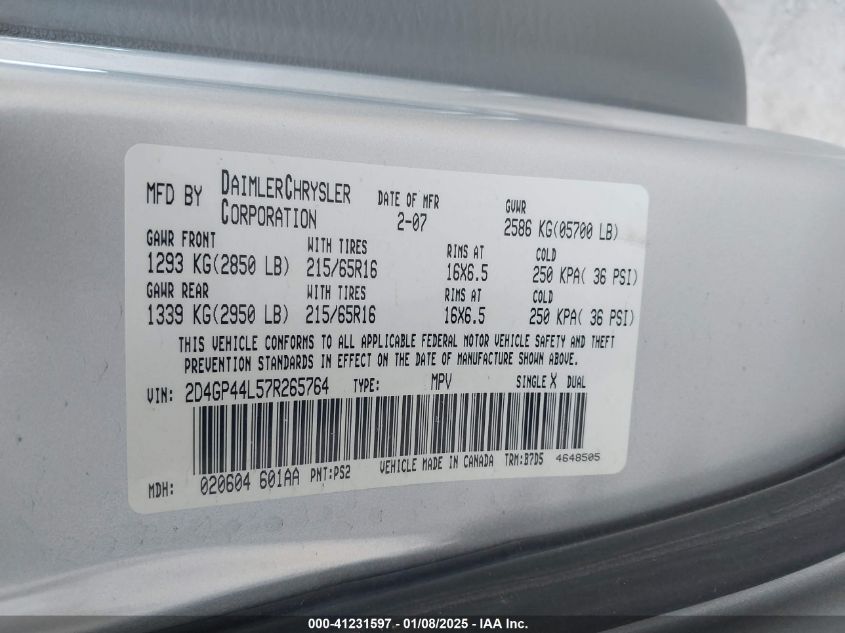 MFD BY DAIMLERCHRYSLER CORPORATION DATE OF MFR 2-07 GVWR 2586 KG(05700 LB)
GAWR FRONT WITH TIRES RIMS AT COLD
1293 KG(2850 LB) 215/65R16 16X6.5 250 KPA( 36 PSI)
GAWR REAR WITH TIRES RIMS AT COLD
1339 KG(2950 LB) 215/65R16 16X6.5 250 KPA( 36 PSI)
THIS VEHICLE CONFORMS TO ALL APPLICABLE FEDERAL MOTOR VEHICLE SAFETY AND THEFT
PREVENTION STANDARDS IN EFFECT ON THE DATE OF MANUFACTURE SHOWN ABOVE.
VIN: 2D4GP44L57R265764 TYPE: MPV SINGLE X DUAL
MDH: 020604 601AA PNT:PS2 VEHICLE MADE IN CANADA TRM:B7D5 4648505
000-41231597 - 01/08/2025 - IAA Inc.